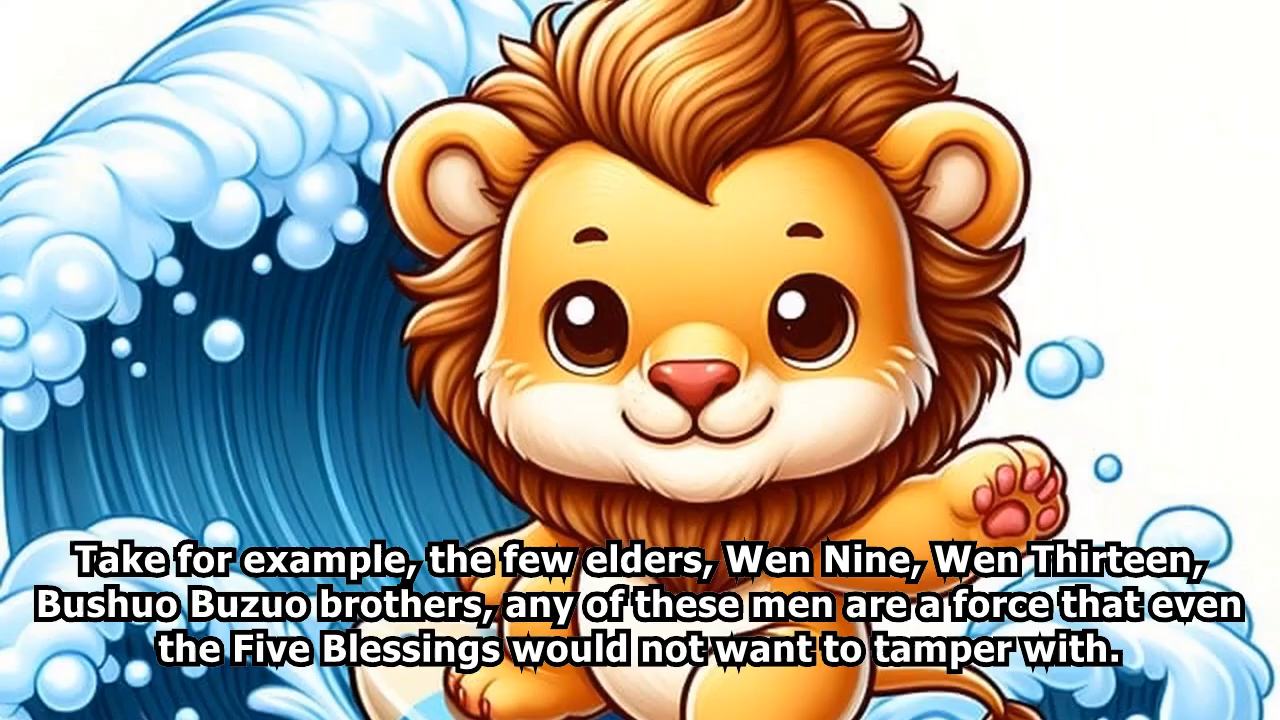 Take for example, the few elders, Wen Nine, Wen Thirteen,
Bushuo Buzuo brothers, any of these men are a force that even
the Five Blessings would not want to tamper with.